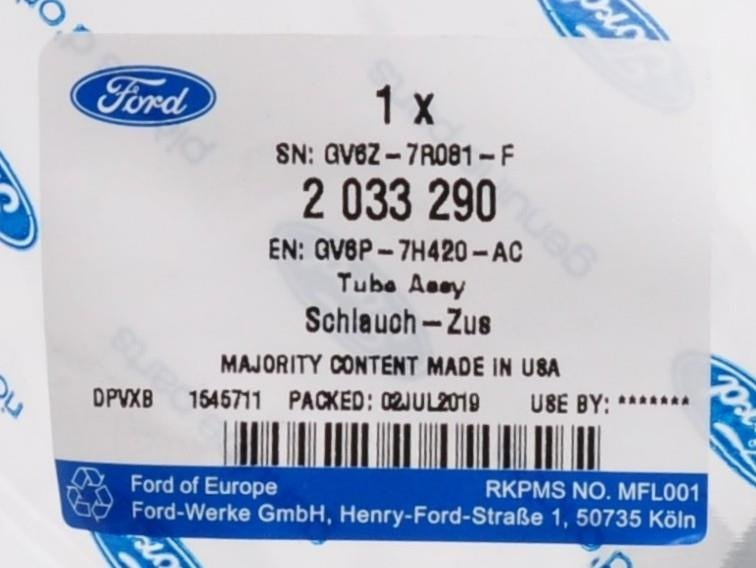 Ford
1 x
SN: GV6Z-7R081-F
2 033 290
EN: GV6P-7H420-AC
Tube Assy
Schlauch-Zus
MAJORITY CONTENT MADE IN USA
DPVXB 1545711 PACKED: 02JUL2019 USE BY: *******
Ford of Europe RKPMS NO. MFL001
Ford-Werke GmbH, Henry-Ford-Straße 1, 50735 Köln